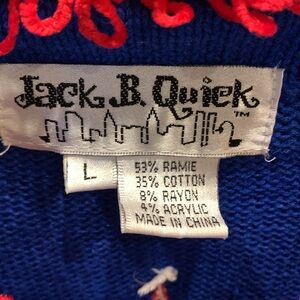 Jack B. Quick
TM
L
53% RAMIE
35% COTTON
8% RAYON
4% ACRYLIC
MADE IN CHINA